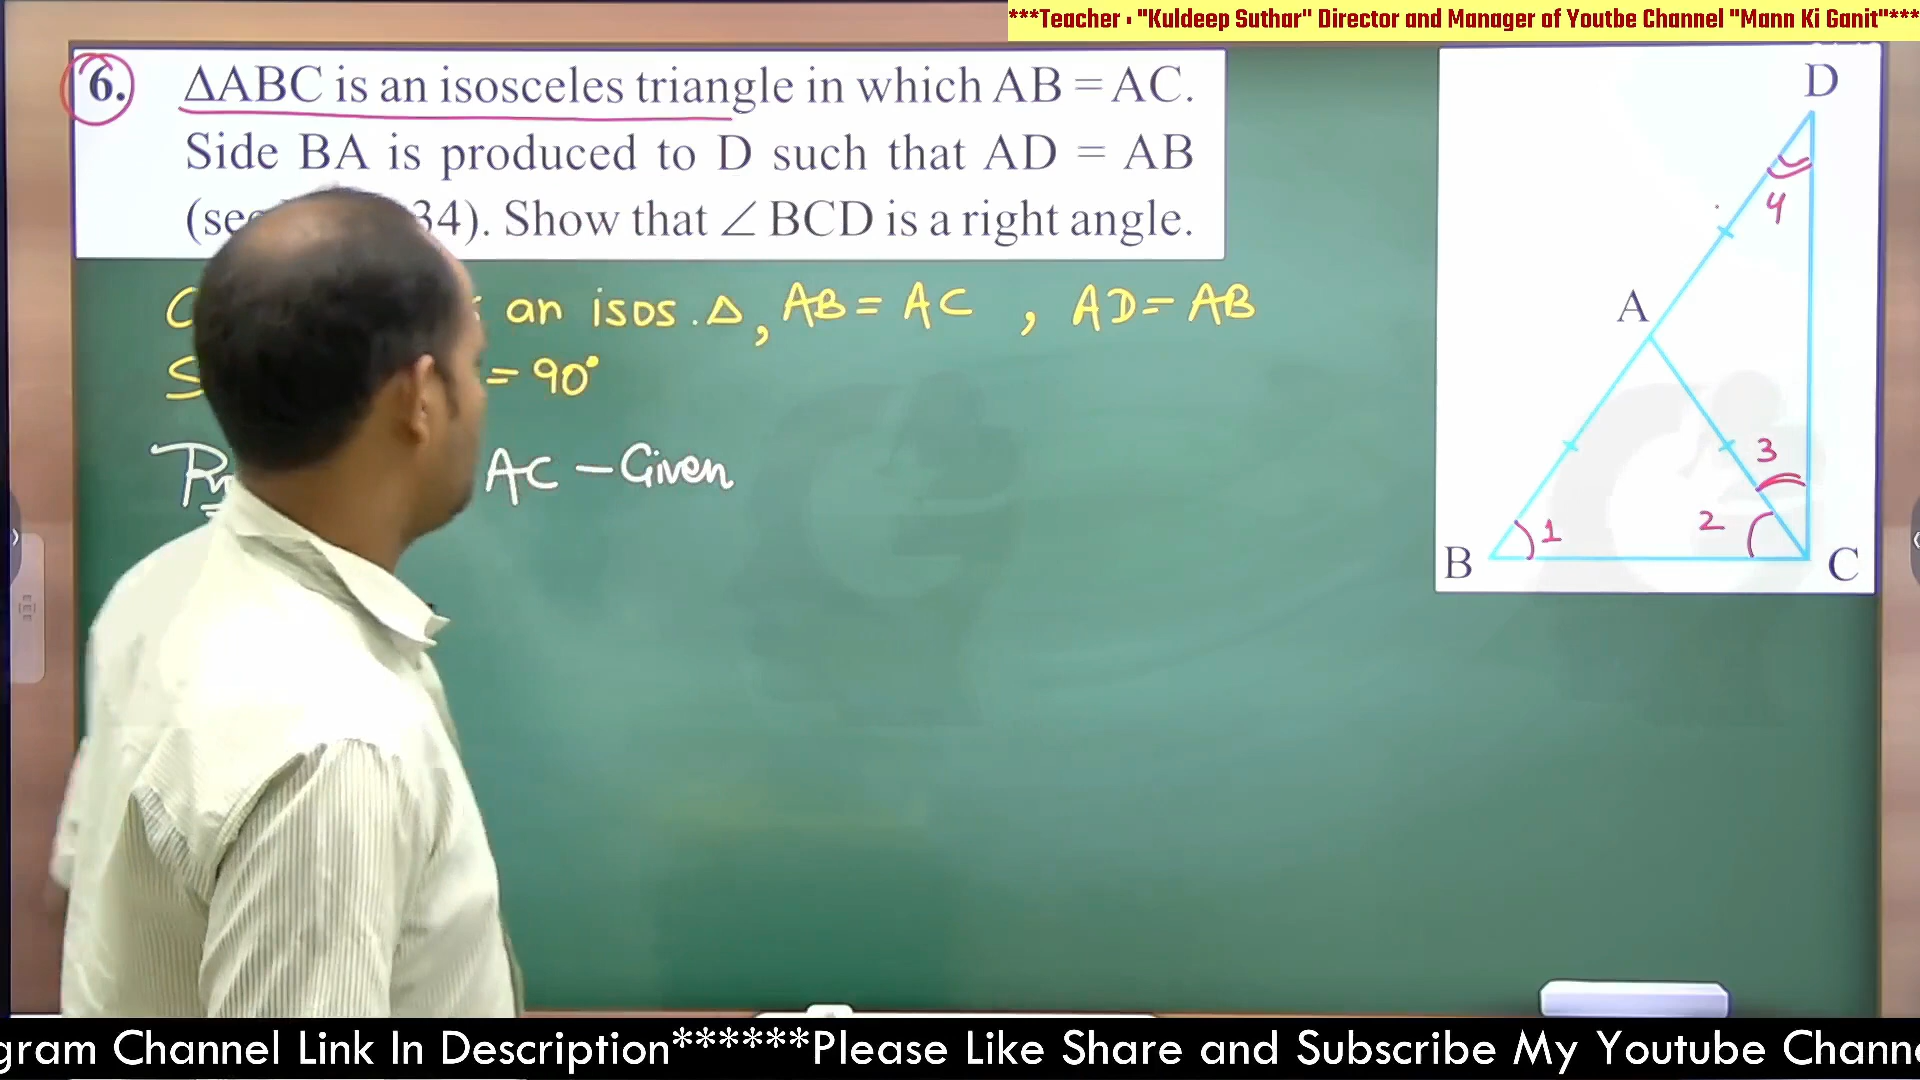 ***Teacher : "Kuldeep Suthar" Director and Manager of Youtbe Channel "Mann Ki Ganit"***
6. ΔABC is an isosceles triangle in which AB = AC.
Side BA is produced to D such that AD = AB
(see 34). Show that ∠ BCD is a right angle.
an isos. Δ, AB = AC , AD = AB
= 90°
AC - Given
D
4
A
3
2
1
B
C
gram Channel Link In Description******Please Like Share and Subscribe My Youtube Chann